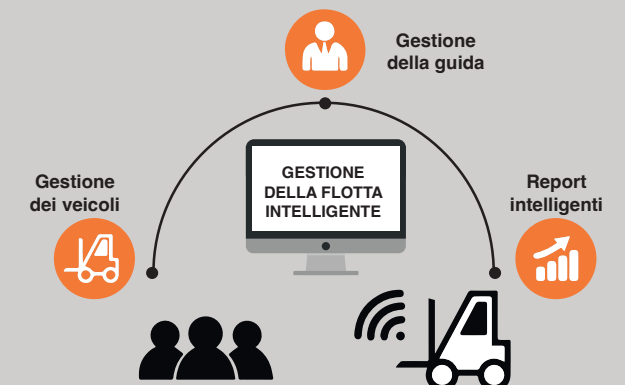 Gestione
della guida
GESTIONE
DELLA FLOTTA
INTELLIGENTE
Gestione
dei veicoli
Report
intelligenti